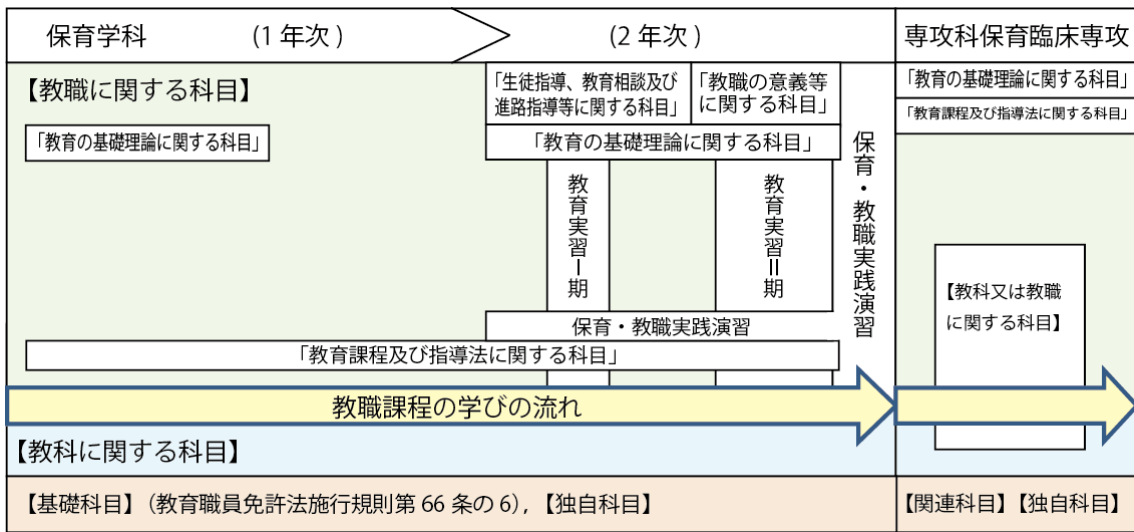 保育学科 (1年次) (2年次) 専攻科保育臨床専攻
【教職に関する科目】
「教育の基礎理論に関する科目」
「生徒指導、教育相談及び
進路指導等に関する科目」
「教職の意義等
に関する科目」
「教育の基礎理論に関する科目」
教育実習Ⅰ期
教育実習Ⅱ期
保育・教職実践演習
保育・教職実践演習
「教育課程及び指導法に関する科目」
「教育の基礎理論に関する科目」
「教育課程及び指導法に関する科目」
【教科又は教職
に関する科目】
教職課程の学びの流れ
【教科に関する科目】
【基礎科目】(教育職員免許法施行規則第66条の6),【独自科目】
【関連科目】【独自科目】